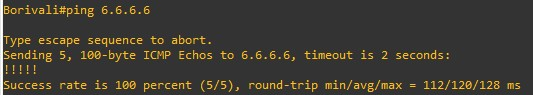 Borivali#ping 6.6.6.6
Type escape sequence to abort.
Sending 5, 100-byte ICMP Echos to 6.6.6.6, timeout is 2 seconds:
!!!!!
Success rate is 100 percent (5/5), round-trip min/avg/max = 112/120/128 ms